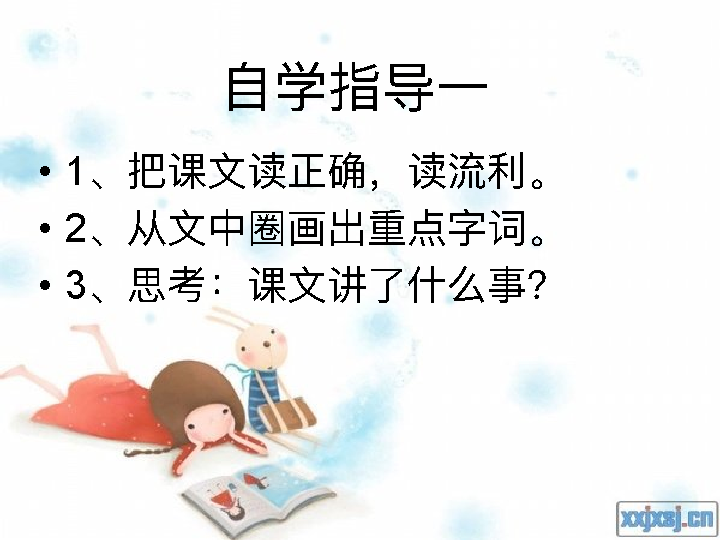 自学指导一
• 1、把课文读正确，读流利。
• 2、从文中圈画出重点字词。
• 3、思考：课文讲了什么事?
xxjxsj.cn